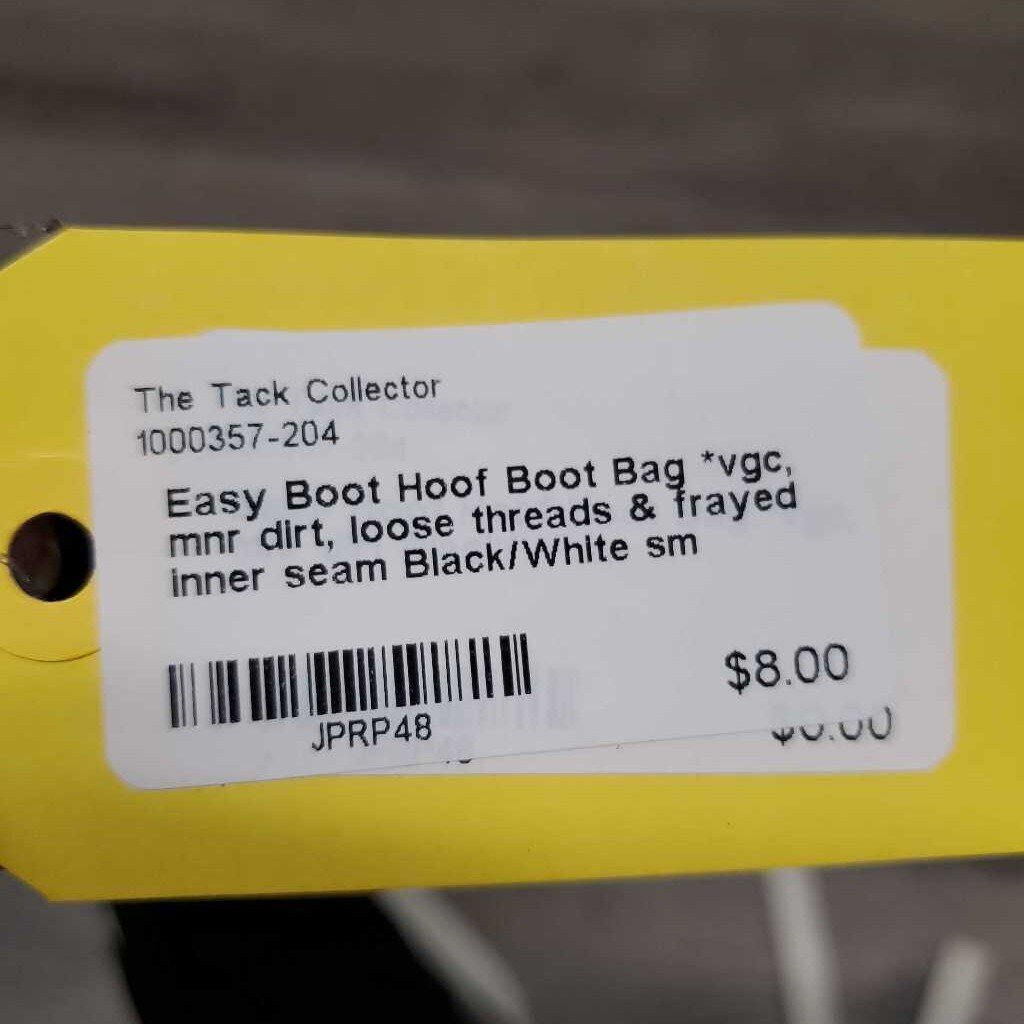 The Tack Collector
1000357-204
Easy Boot Hoof Boot Bag *vgc,
mnr dirt, loose threads & frayed
inner seam Black/White sm
$8.00
JPRP48